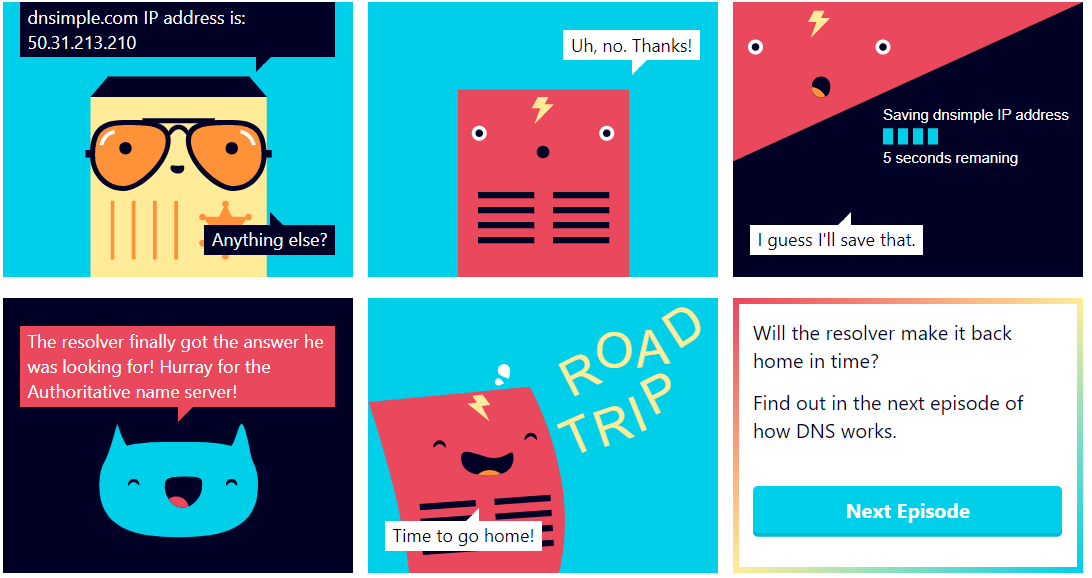 dnsimple.com IP address is:
50.31.213.210
Anything else?
Uh, no. Thanks!
Saving dnsimple IP address
5 seconds remaning
I guess I'll save that.
The resolver finally got the answer he
was looking for! Hurray for the
Authoritative name server!
ROAD
TRIP
Time to go home!
Will the resolver make it back
home in time?
Find out in the next episode of
how DNS works.
Next Episode